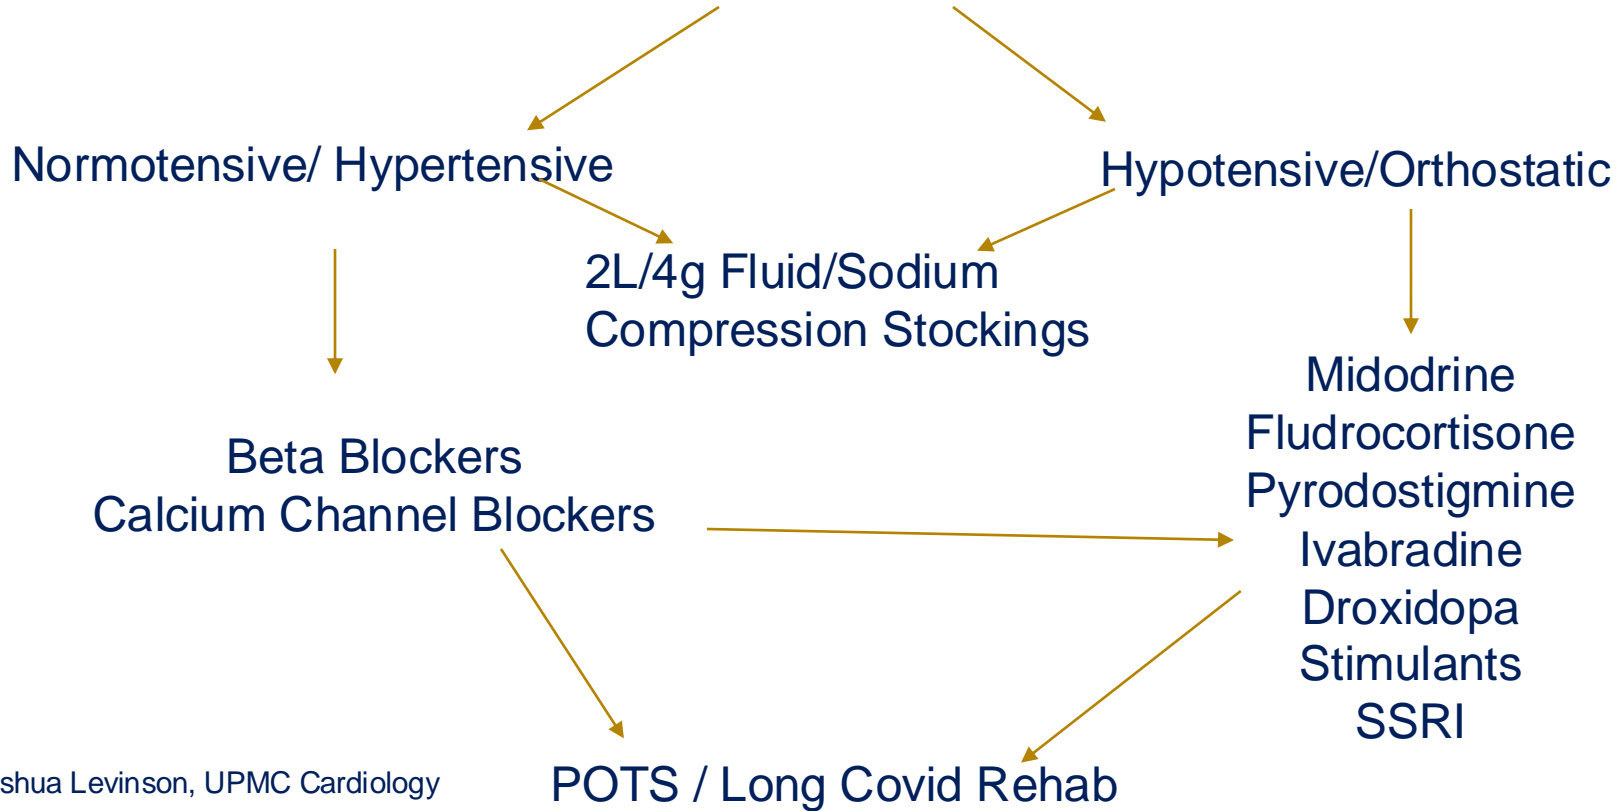 Normotensive/ Hypertensive
Hypotensive/Orthostatic
2L/4g Fluid/Sodium
Compression Stockings
Beta Blockers
Calcium Channel Blockers
Midodrine
Fludrocortisone
Pyrodostigmine
Ivabradine
Droxidopa
Stimulants
SSRI
shua Levinson, UPMC Cardiology
POTS / Long Covid Rehab